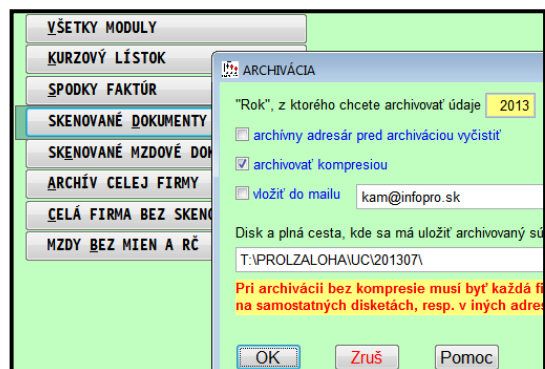 VŠETKY MODULY
KURZOVÝ LÍSTOK
SPODKY FAKTÚR
SKENOVANÉ DOKUMENTY
SKENOVANÉ MZDOVÉ DOK
ARCHÍV CELEJ FIRMY
CELÁ FIRMA BEZ SKENO
MZDY BEZ MIEN A RČ
ARCHIVÁCIA
"Rok", z ktorého chcete archivovať údaje 2013
archívny adresár pred archiváciou vyčistiť
archivovať kompresiou
vložiť do mailu kam@infopro.sk
Disk a plná cesta, kde sa má uložiť archivovaný sú
T:\PROLZALOHA\UC\201307\
Pri archivácii bez kompresie musí byť každá fi
na samostatných disketách, resp. v iných adres
OK Zruš Pomoc